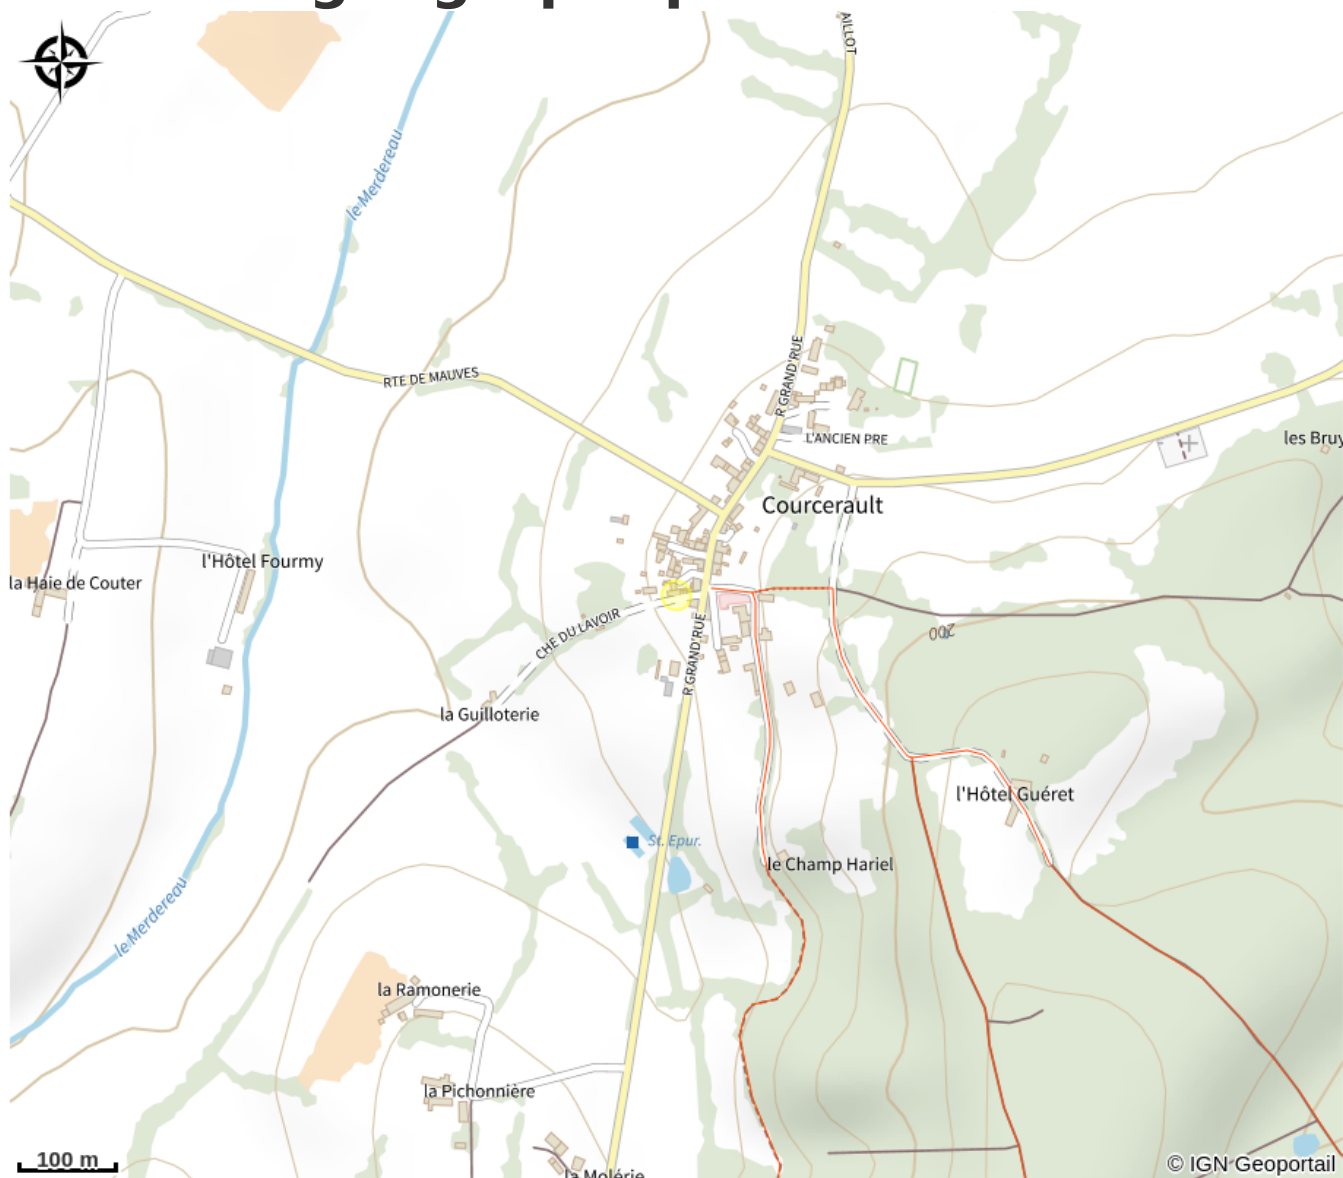 AILLOT
le Merdereau
R GRAND'RUE
RTE DE MAUVES
L'ANCIEN PRE
les Bruy
Courcerault
l'Hôtel Fourmy
la Haie de Couter
CHE DU LAVOIR
200
R GRAND'RUE
la Guilloterie
l'Hôtel Guéret
St. Epur.
le Champ Hariel
le Merdereau
la Ramonerie
la Pichonnière
100 m
la Molérie
© IGN Geoportail